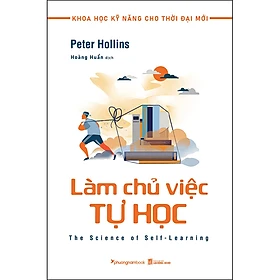 KHOA HỌC KỸ NĂNG CHO THỜI ĐẠI MỚI
Peter Hollins
Hoàng Huấn dịch
Làm chủ việc
TỰ HỌC
The Science of Self-Learning
phuongnambook